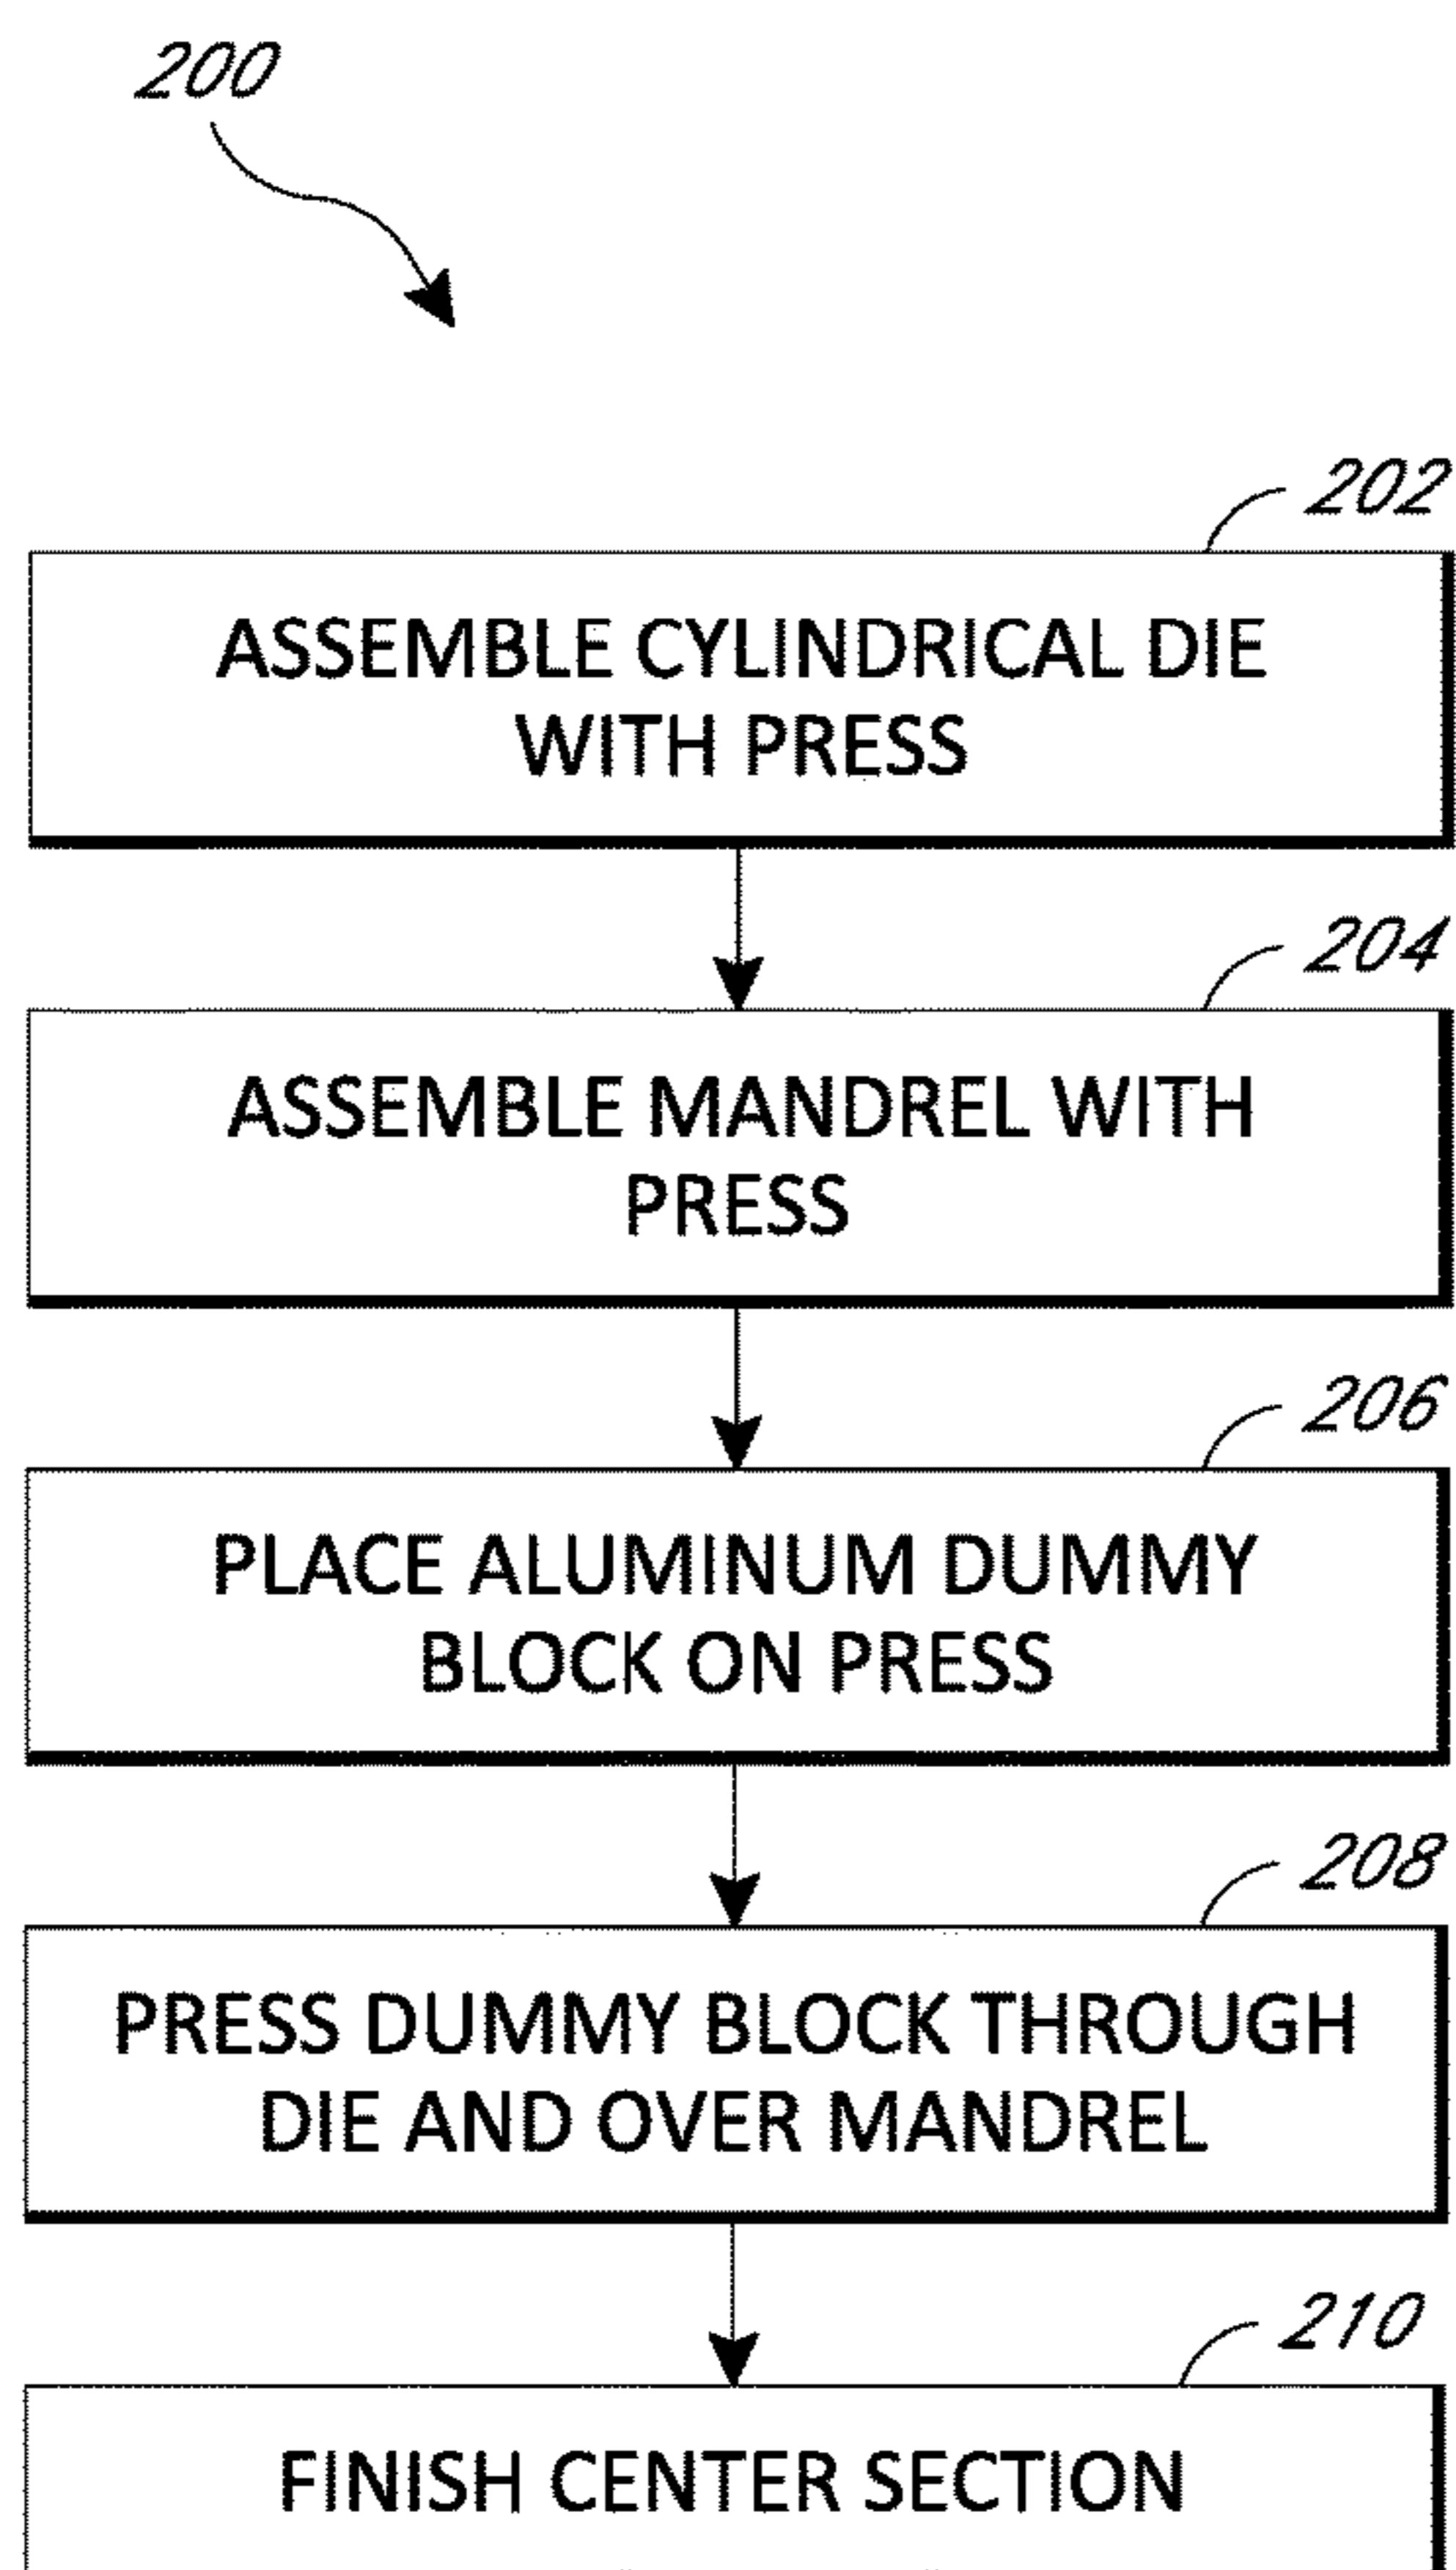 200
202
ASSEMBLE CYLINDRICAL DIE
WITH PRESS
204
ASSEMBLE MANDREL WITH
PRESS
206
PLACE ALUMINUM DUMMY
BLOCK ON PRESS
208
PRESS DUMMY BLOCK THROUGH
DIE AND OVER MANDREL
210
FINISH CENTER SECTION